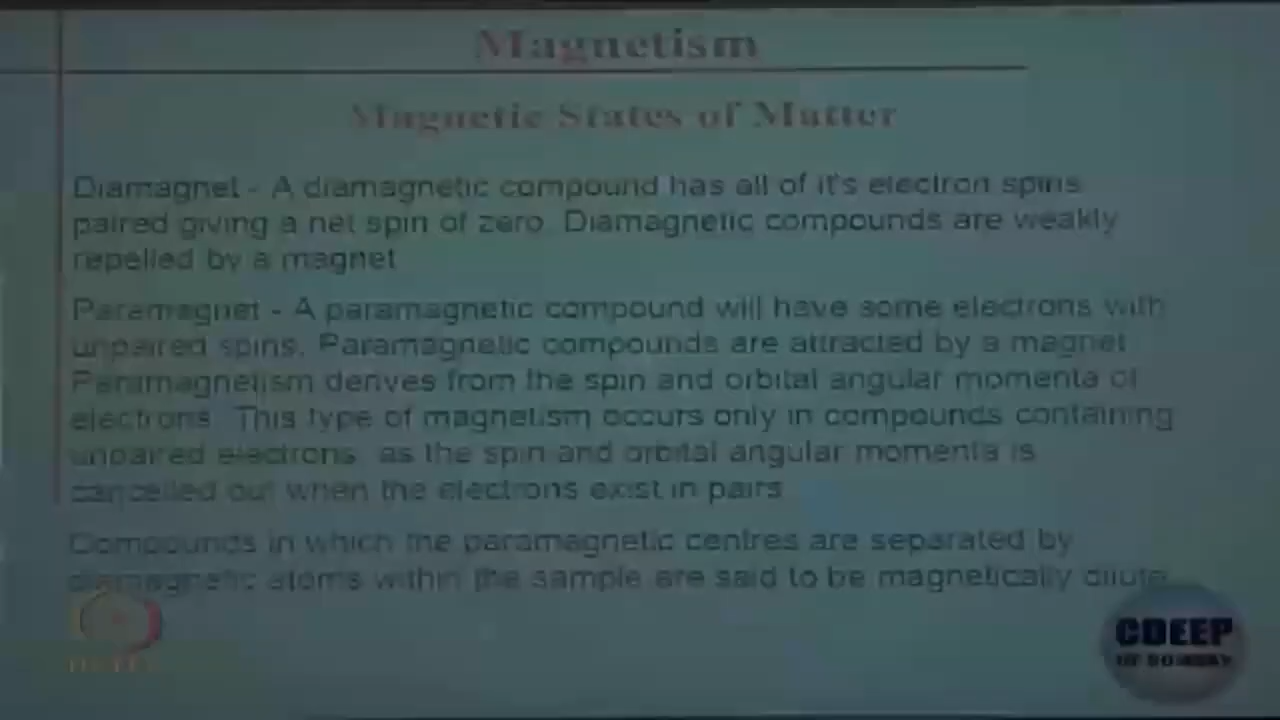 Magnetism
Magnetic States of Matter
Diamagnet - A diamagnetic compound has all of it's electron spins
paired giving a net spin of zero. Diamagnetic compounds are weakly
repelled by a magnet
Paramagnet - A paramagnetic compound will have some electrons with
unpaired spins. Paramagnetic compounds are attracted by a magnet
Paramagnetism derives from the spin and orbital angular momenta of
electrons. This type of magnetism occurs only in compounds containing
unpaired electrons, as the spin and orbital angular momenta is
cancelled out when the electrons exist in pairs
Compounds in which the paramagnetic centres are separated by
diamagnetic atoms within the sample are said to be magnetically dilute
CDEEP
IIT BOMBAY